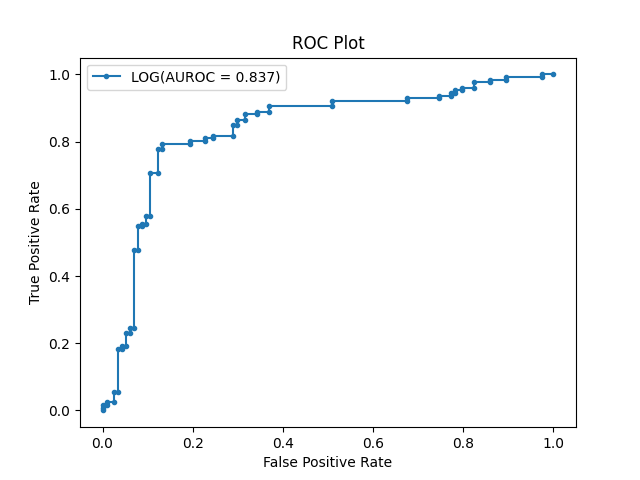 ROC Plot
LOG(AUROC = 0.837)
True Positive Rate
1.0
0.8
0.6
0.4
0.2
0.0
0.0 0.2 0.4 0.6 0.8 1.0
False Positive Rate